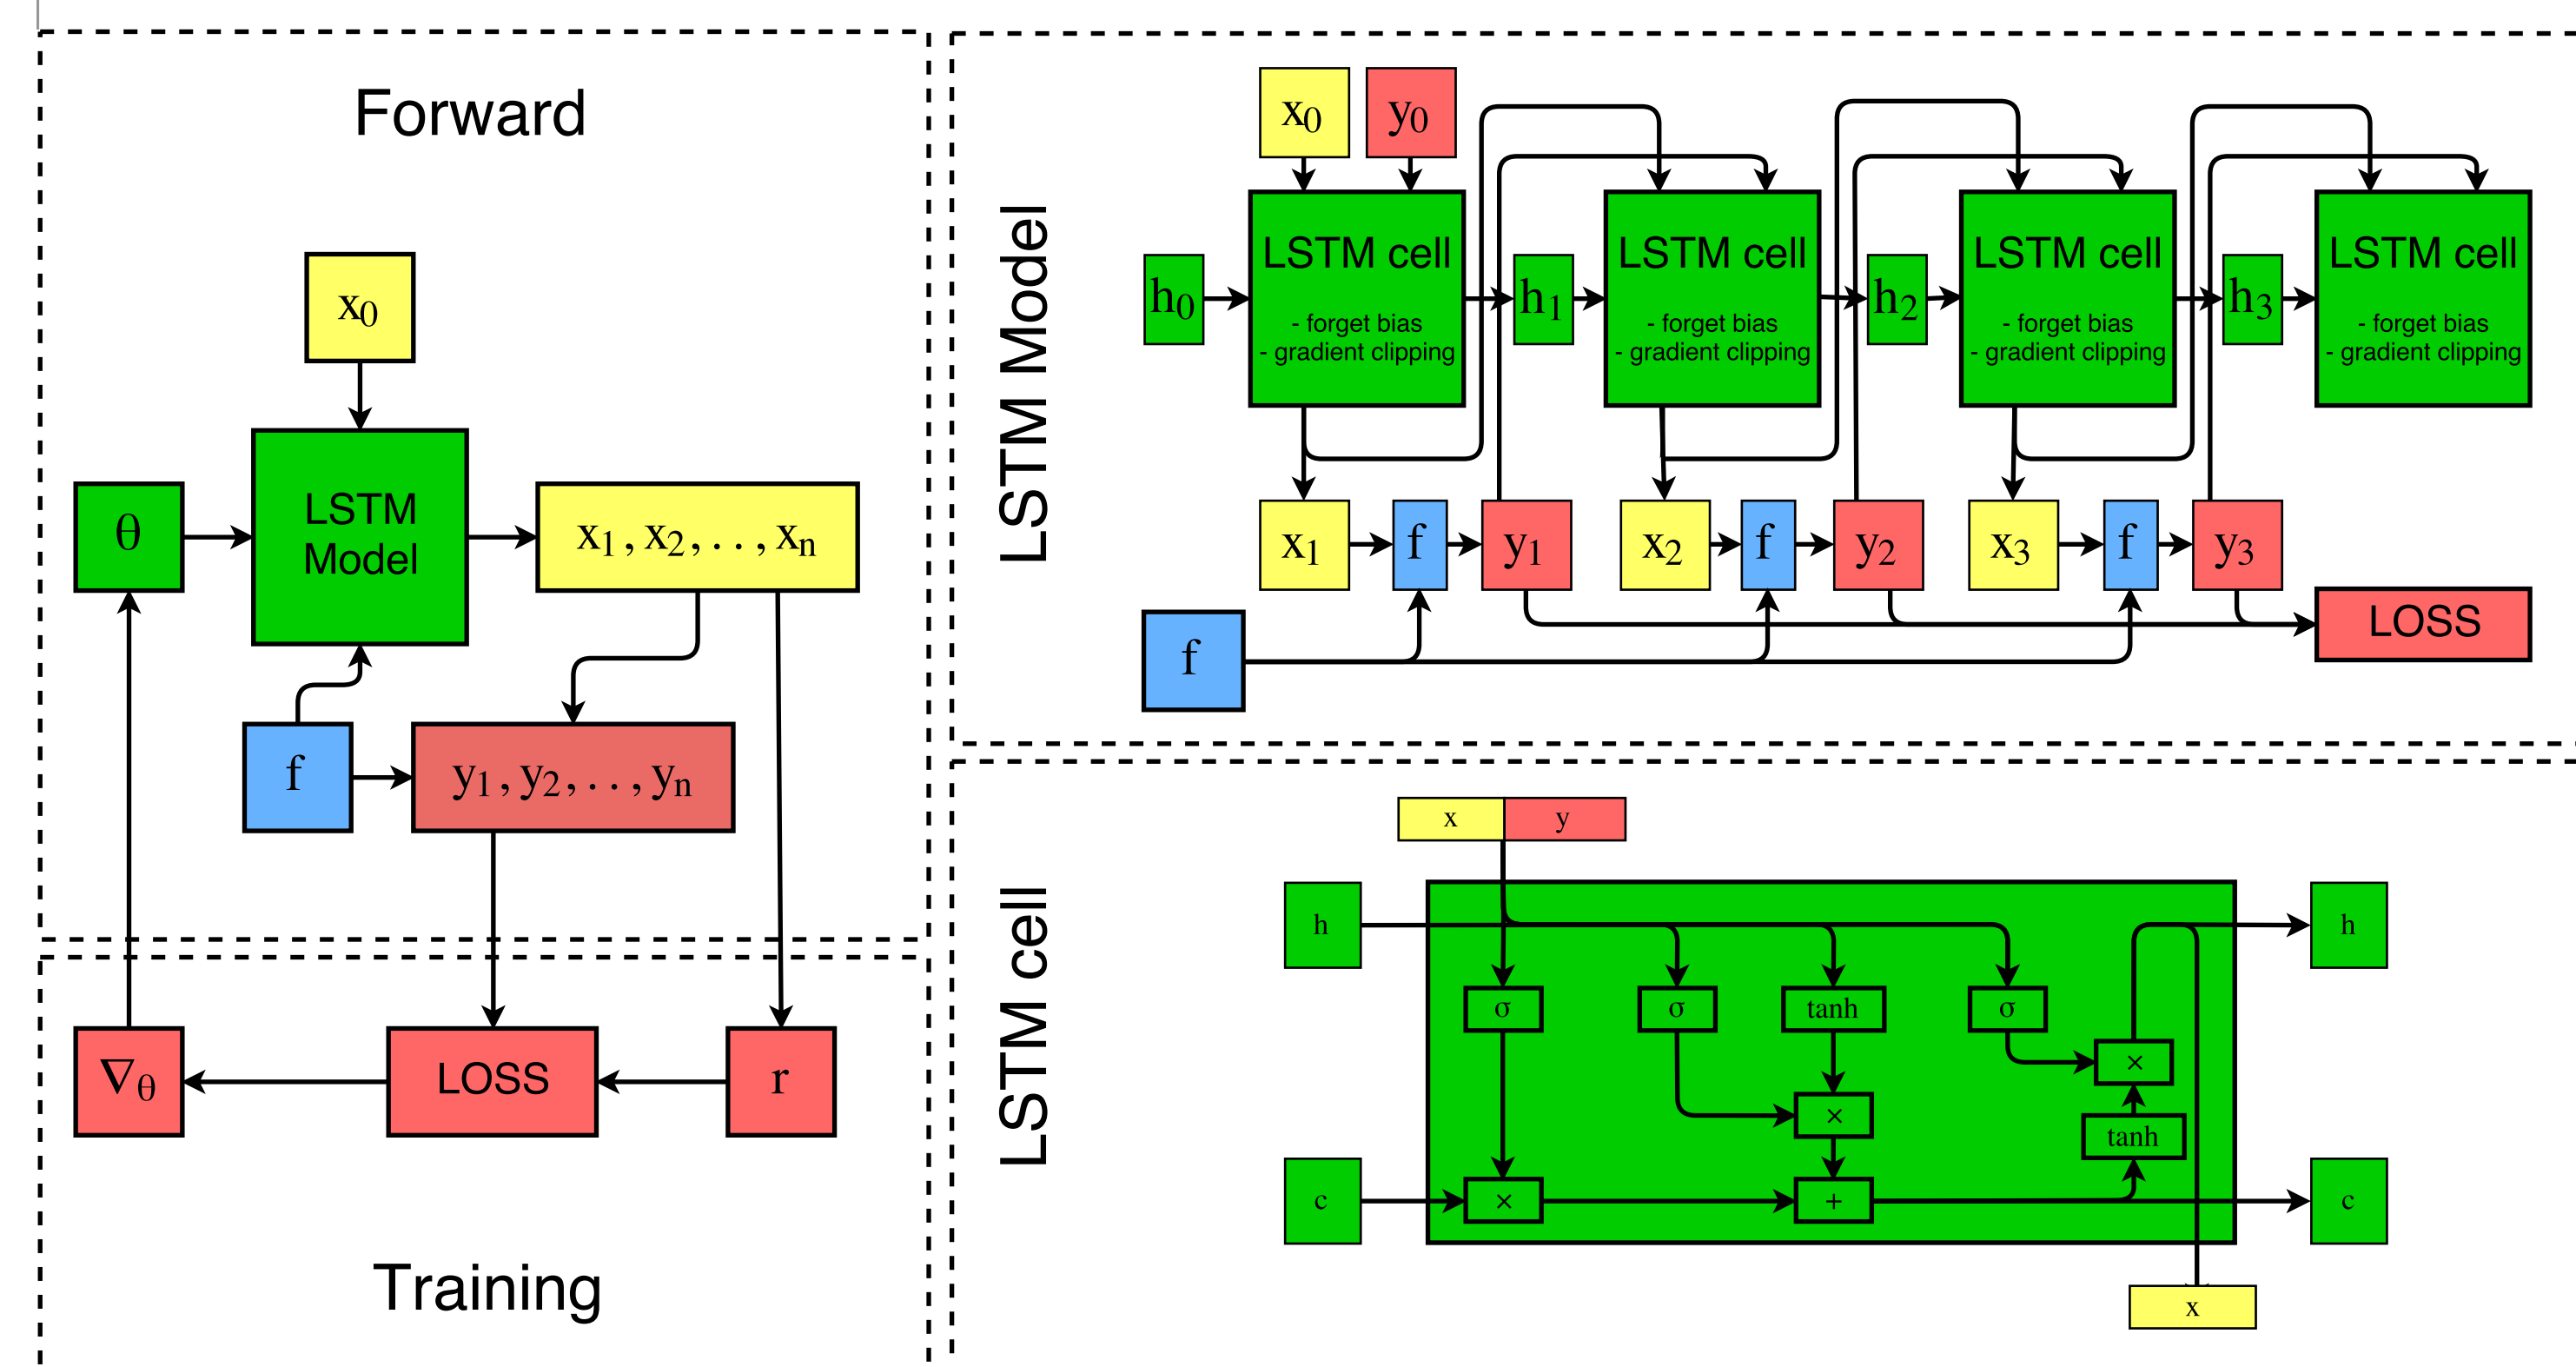 Forward
x₀
θ
LSTM
Model
x₁, x₂, . . , xₙ
f
y₁, y₂, . . , yₙ
∇θ
LOSS
r
Training
LSTM Model
x₀ y₀
h₀
LSTM cell
- forget bias
- gradient clipping
h₁
LSTM cell
- forget bias
- gradient clipping
h₂
LSTM cell
- forget bias
- gradient clipping
h₃
LSTM cell
- forget bias
- gradient clipping
x₁ f y₁ x₂ f y₂ x₃ f y₃
LOSS
f
LSTM cell
x y
h h
σ σ tanh σ
×
×
tanh
c × + c
x